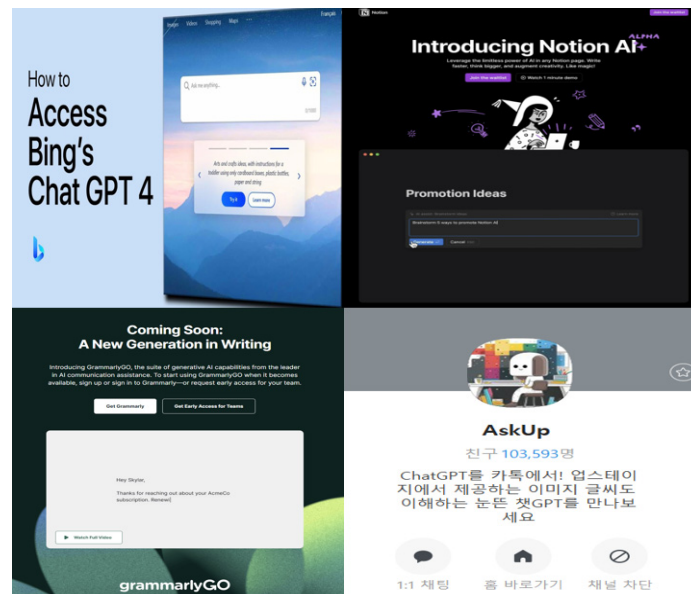 How to
Access
Bing's
Chat GPT 4
Images Videos Shopping Maps ...
Français
Ask me anything...
Arts and crafts ideas, with instructions for a
toddler using only cardboard boxes, plastic bottles,
paper and string
Try it
Learn more
Notion
Join the waitlist
ALPHA
Introducing Notion AI
Leverage the limitless power of AI in any Notion page. Write
faster, think bigger, and augment creativity. Like magic!
Join the waitlist
Watch 1 minute demo
Promotion Ideas
Brainstorm 5 ways to promote Notion AI
Generate
Cancel
Coming Soon:
A New Generation in Writing
Introducing GrammarlyGO, the suite of generative AI capabilities from the leader
in AI communication assistance. To start using GrammarlyGO when it becomes
available, sign up or sign in to Grammarly—or request early access for your team.
Get Grammarly
Get Early Access for Teams
Hey Skylar,
Thanks for reaching out about your AcmeCo
subscription. Renewi
Watch Full Video
grammarlyGO
AskUp
친구 103,593명
ChatGPT를 카톡에서! 업스테이
지에서 제공하는 이미지 글씨도
이해하는 눈뜬 챗GPT를 만나보
세요
1:1 채팅
홈 바로가기
채널 차단